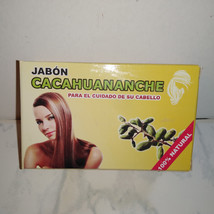 JABÓN
CACAHUANANCHE
PARA EL CUIDADO DE SU CABELLO
100% NATURAL